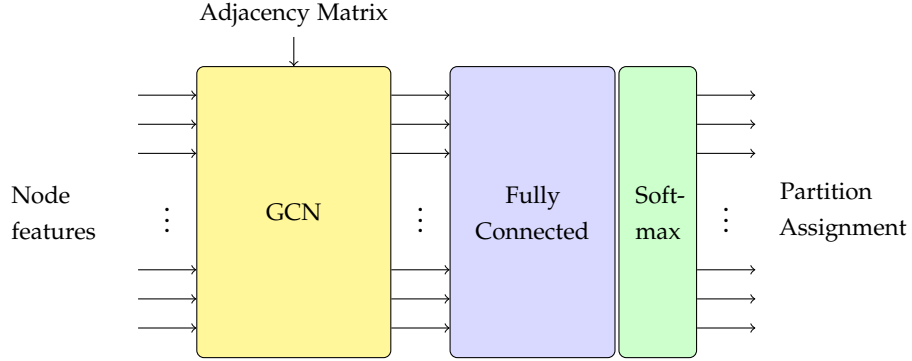 Adjacency Matrix
Node
features
GCN
Fully
Connected
Soft-
max
Partition
Assignment